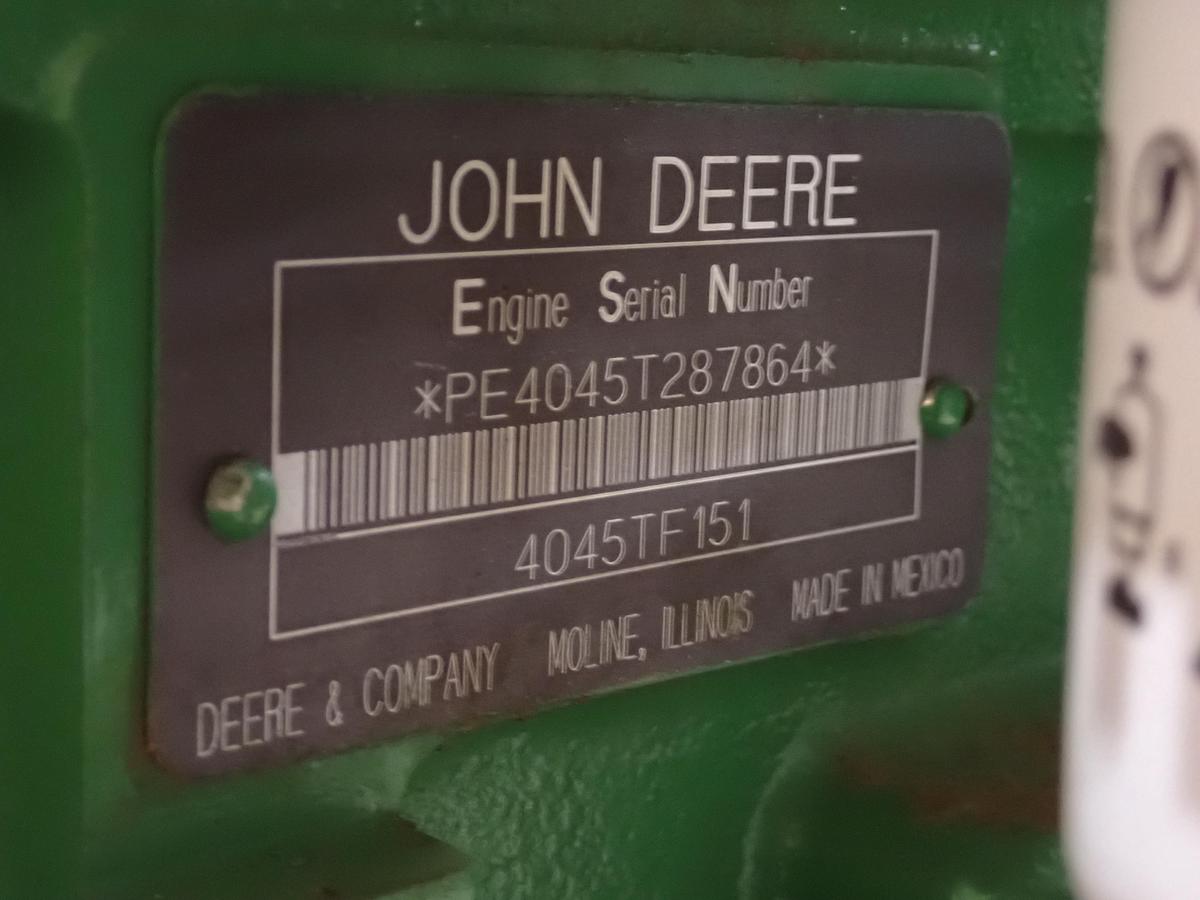 JOHN DEERE
Engine Serial Number
*PE4045T287864*
4045TF151
DEERE & COMPANY MOLINE, ILLINOIS MADE IN MEXICO